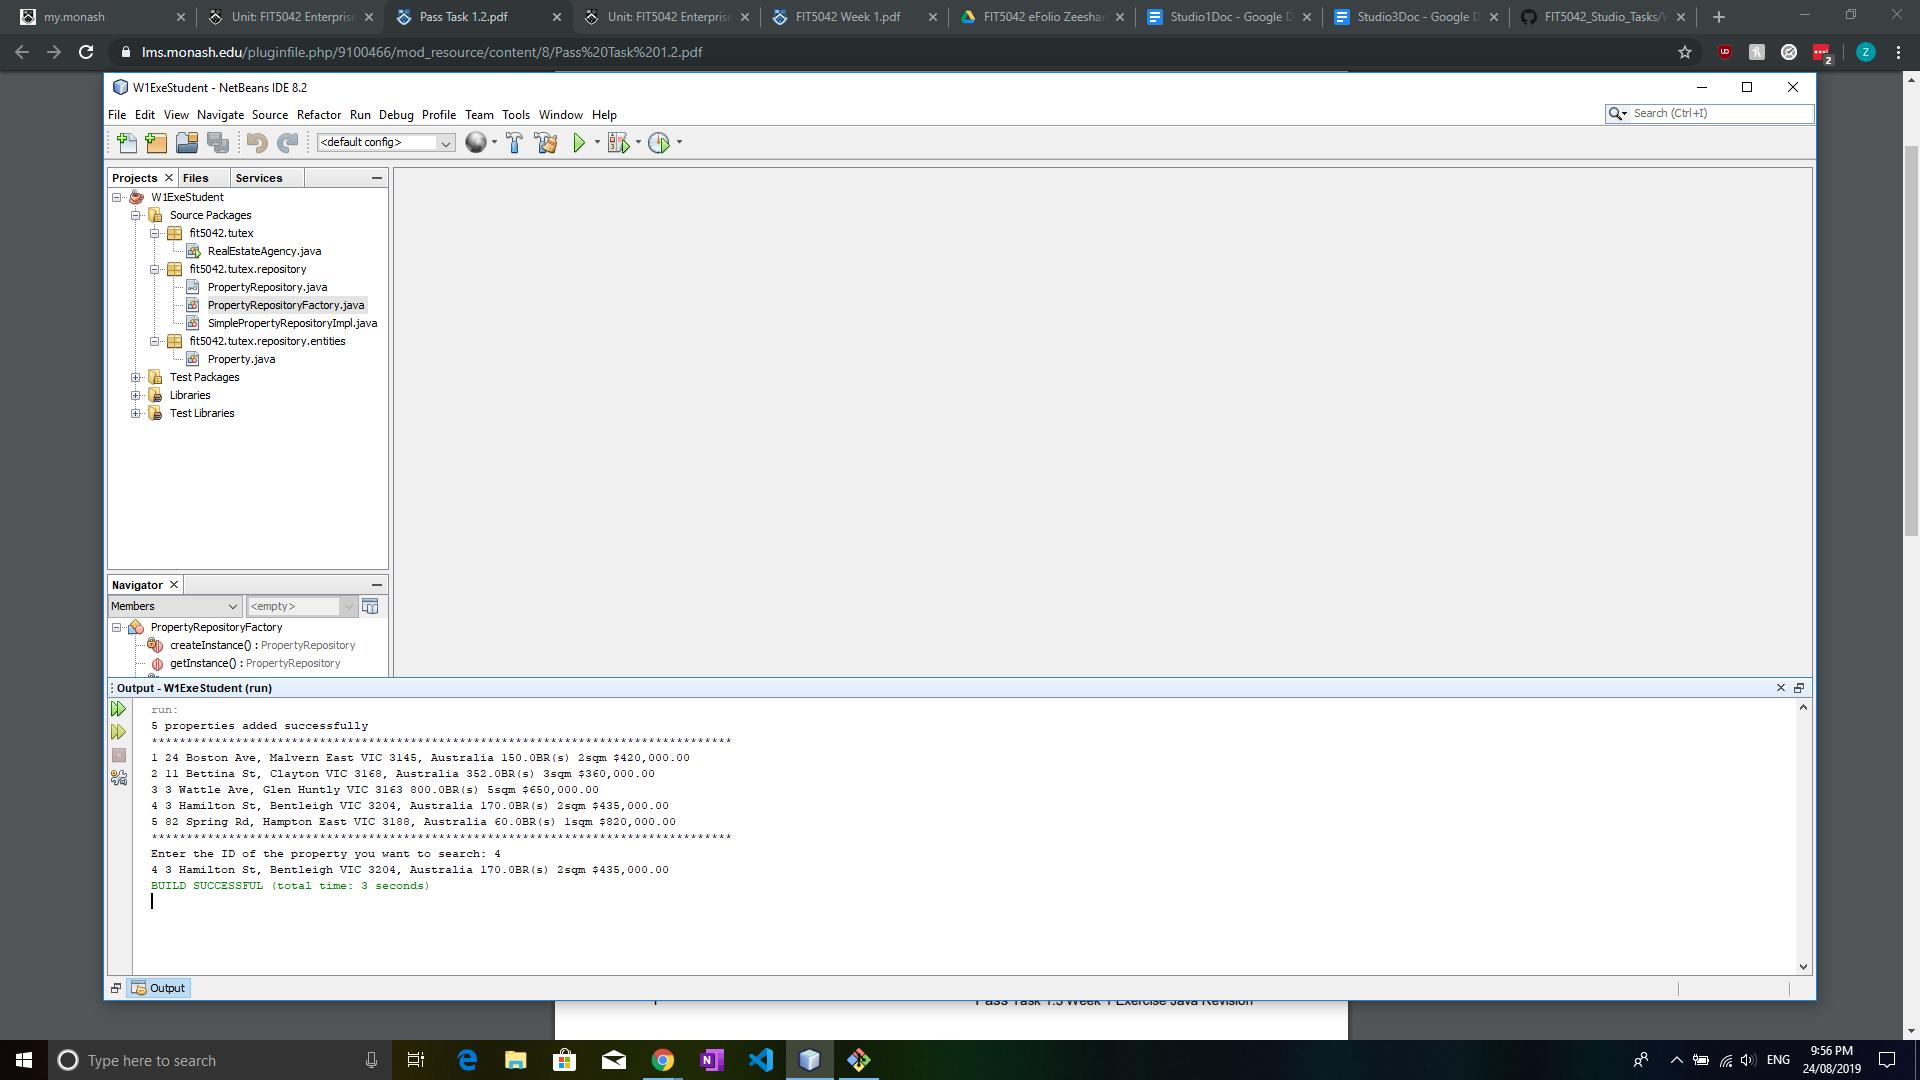 my.monash
Unit: FIT5042 Enterprise
Pass Task 1.2.pdf
Unit: FIT5042 Enterprise
FIT5042 Week 1.pdf
FIT5042 eFolio Zeeshan
Studio1Doc - Google D
Studio3Doc - Google D
FIT5042_Studio_Tasks/
lms.monash.edu/pluginfile.php/9100466/mod_resource/content/8/Pass%20Task%201.2.pdf
2
Z
W1ExeStudent - NetBeans IDE 8.2
File Edit View Navigate Source Refactor Run Debug Profile Team Tools Window Help
Search (Ctrl+I)
<default config>
Projects Files Services
W1ExeStudent
Source Packages
fit5042.tutex
RealEstateAgency.java
fit5042.tutex.repository
PropertyRepository.java
PropertyRepositoryFactory.java
SimplePropertyRepositoryImpl.java
fit5042.tutex.repository.entities
Property.java
Test Packages
Libraries
Test Libraries
Navigator
Members <empty>
PropertyRepositoryFactory
createInstance() : PropertyRepository
getInstance() : PropertyRepository
Output - W1ExeStudent (run)
run:
5 properties added successfully
***********************************************************************************
1 24 Boston Ave, Malvern East VIC 3145, Australia 150.0BR(s) 2sqm $420,000.00
2 11 Bettina St, Clayton VIC 3168, Australia 352.0BR(s) 3sqm $360,000.00
3 3 Wattle Ave, Glen Huntly VIC 3163 800.0BR(s) 5sqm $650,000.00
4 3 Hamilton St, Bentleigh VIC 3204, Australia 170.0BR(s) 2sqm $435,000.00
5 82 Spring Rd, Hampton East VIC 3188, Australia 60.0BR(s) 1sqm $820,000.00
***********************************************************************************
Enter the ID of the property you want to search: 4
4 3 Hamilton St, Bentleigh VIC 3204, Australia 170.0BR(s) 2sqm $435,000.00
BUILD SUCCESSFUL (total time: 3 seconds)
Output
Pass Task 1.3 Week 1 Exercise Java Revision
Type here to search
ENG
9:56 PM
24/08/2019